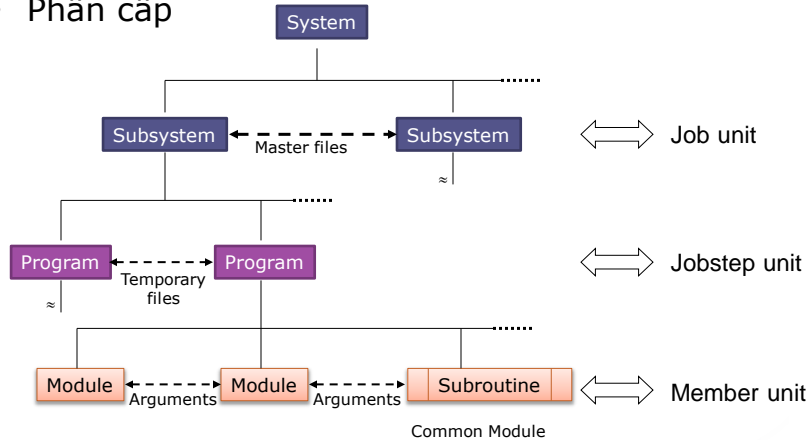 Phân cấp
System
Subsystem
Master files
Subsystem
Job unit
≈
Program
Temporary
files
Program
Jobstep unit
≈
Module
Arguments
Module
Arguments
Subroutine
Member unit
Common Module